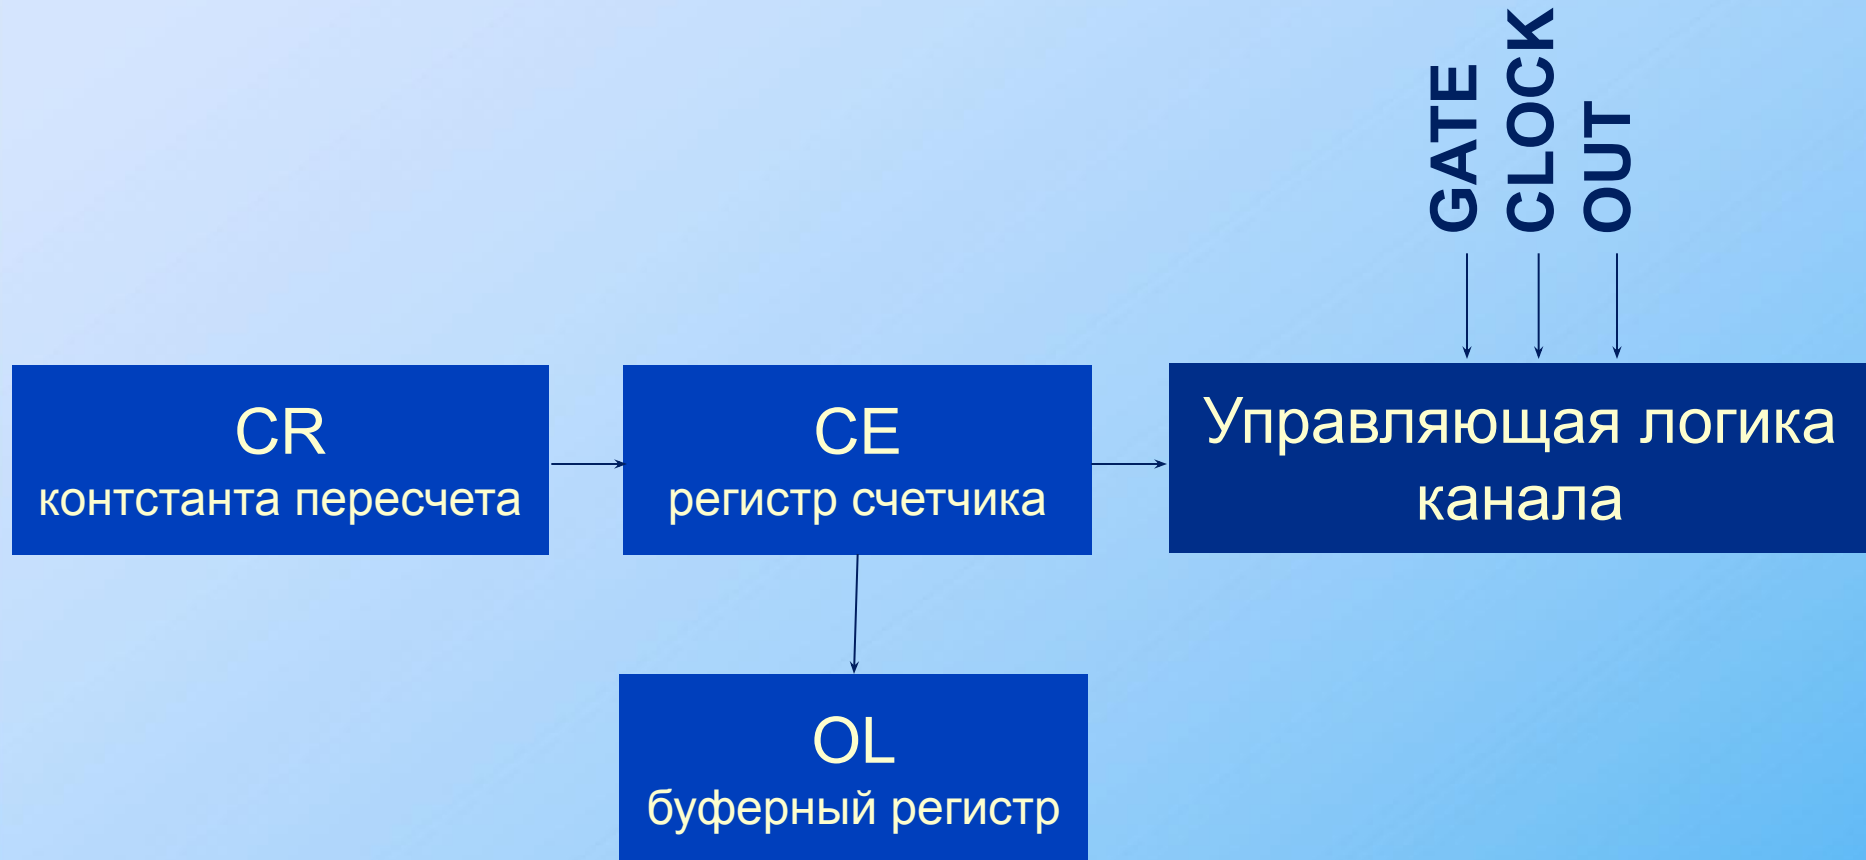 GATE
CLOCK
OUT
CR
контстанта пересчета
CE
регистр счетчика
Управляющая логика
канала
OL
буферный регистр